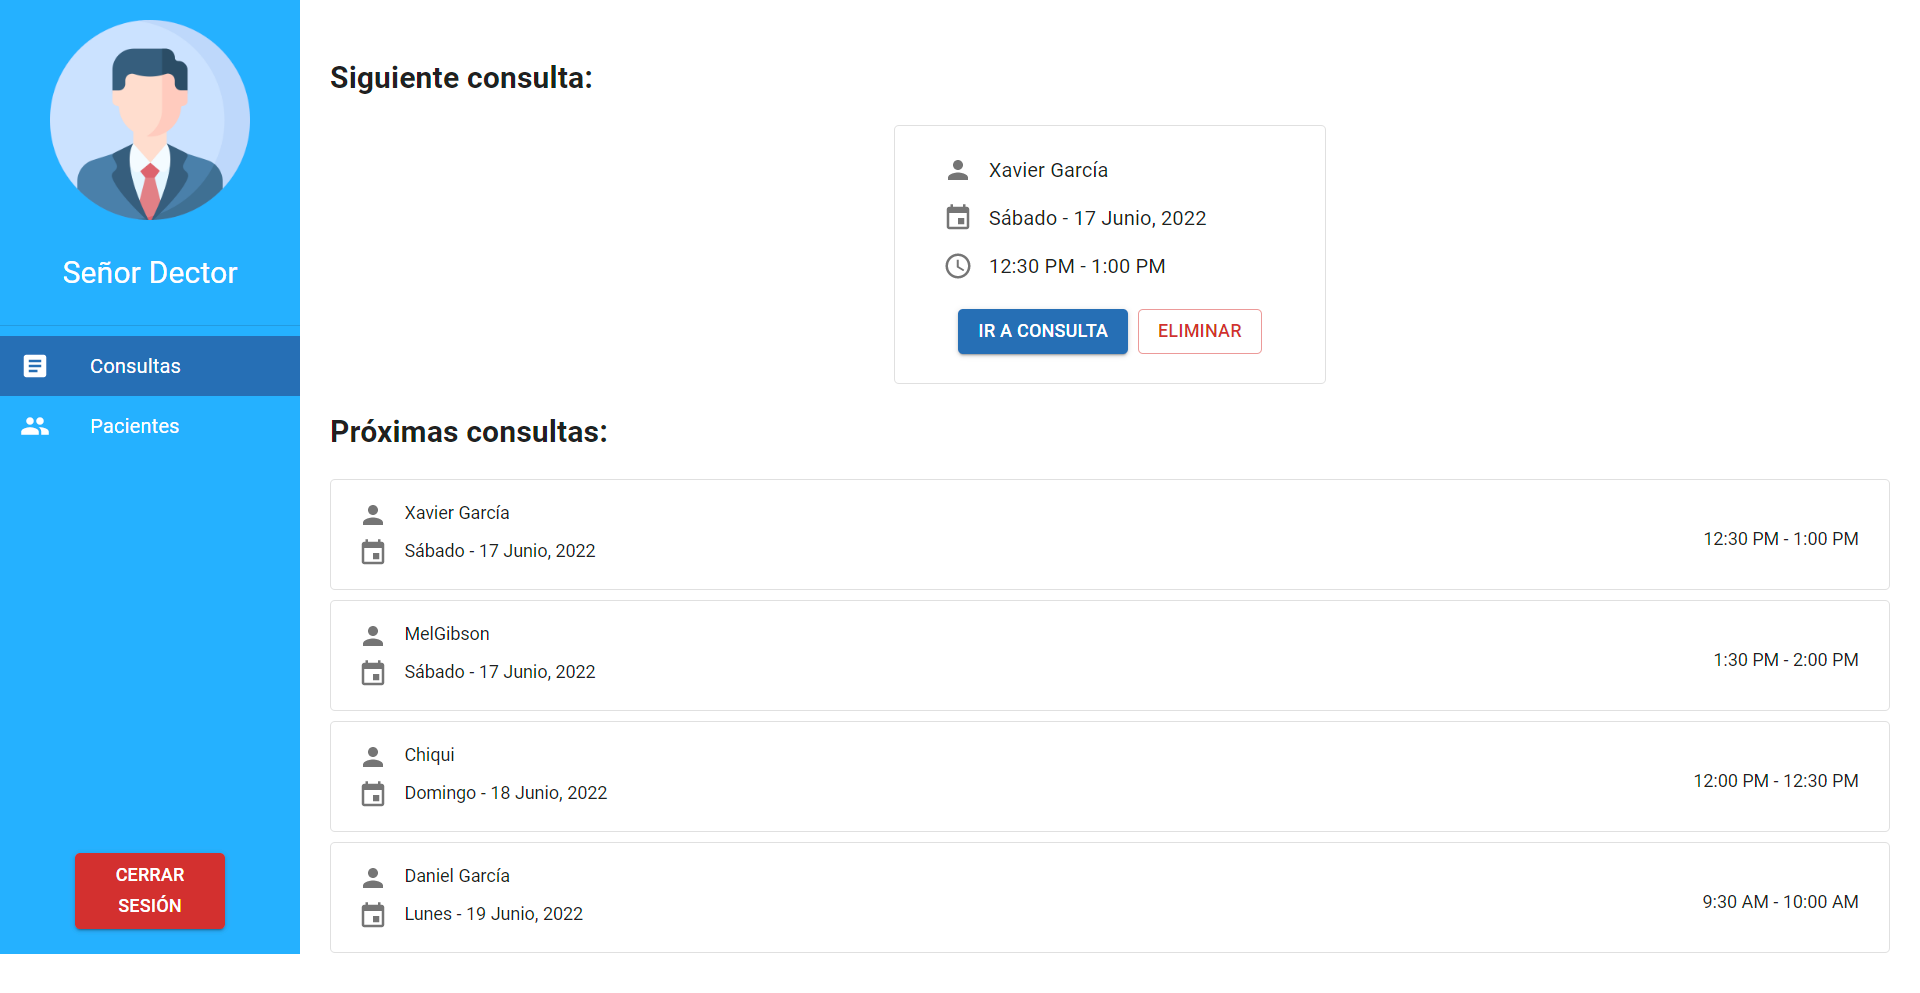 Señor Dector
Consultas
Pacientes
CERRAR
SESIÓN
Siguiente consulta:
Xavier García
Sábado - 17 Junio, 2022
12:30 PM - 1:00 PM
IR A CONSULTA
ELIMINAR
Próximas consultas:
Xavier García
Sábado - 17 Junio, 2022
12:30 PM - 1:00 PM
MelGibson
Sábado - 17 Junio, 2022
1:30 PM - 2:00 PM
Chiqui
Domingo - 18 Junio, 2022
12:00 PM - 12:30 PM
Daniel García
Lunes - 19 Junio, 2022
9:30 AM - 10:00 AM